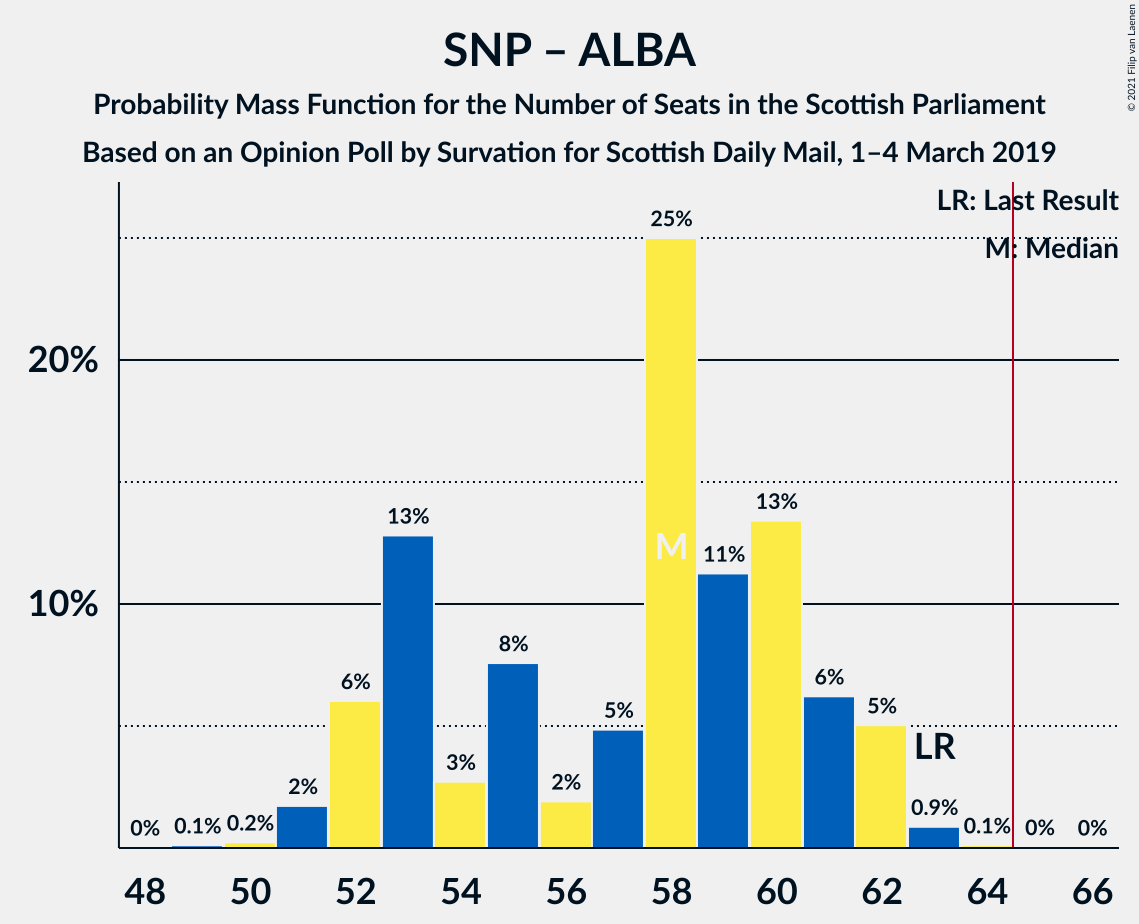 SNP – ALBA
Probability Mass Function for the Number of Seats in the Scottish Parliament
Based on an Opinion Poll by Survation for Scottish Daily Mail, 1–4 March 2019
© 2021 Filip van Laenen
LR: Last Result
M: Median
20%
10%
0%
0.1%
0.2%
2%
6%
13%
3%
8%
2%
5%
25%
M
11%
13%
6%
5%
LR
0.9%
0.1%
0%
0%
48 50 52 54 56 58 60 62 64 66